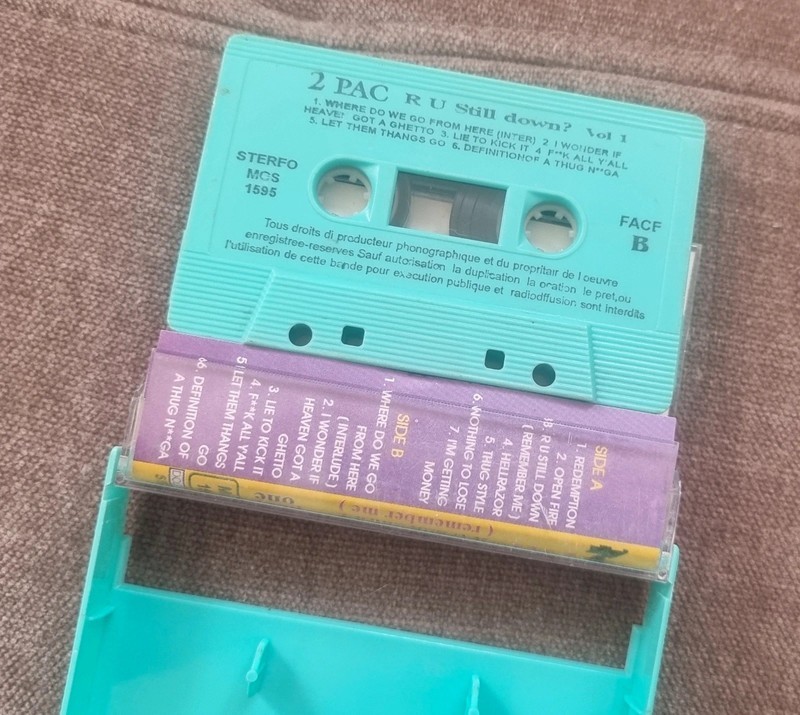 2 PAC R U Still down? Vol 1
1. WHERE DO WE GO FROM HERE (INTER) 2 I WONDER IF
HEAVE? GOT A GHETTO 3. LIE TO KICK IT 4 F**K ALL Y'ALL
5. LET THEM THANGS GO 6. DEFINITIONOF A THUG N**GA
STERFO
MCS
1595
FACF
B
Tous droits di producteur phonographique et du propritair de l oeuvre
enregistree-reserves Sauf autorisation la duplication la ocation le pret,ou
l'utilisation de cette bande pour execution publique et radiodffusion sont interdits
SIDE A
1. REDEMPTION
2. OPEN FIRE
3. R U STILL DOWN
( REMEMBER ME )
4. HELLRAZOR
5. THUG STYLE
6. NOTHING TO LOSE
7. I'M GETTING
MONEY
SIDE B
1. WHERE DO WE GO
FROM HERE
( INTERLUDE )
2. I WONDER IF
HEAVEN GOT A
GHETTO
3. LIE TO KICK IT
4. F**K ALL Y'ALL
5 LET THEM THANGS
GO
6. DEFINITION OF
A THUG N**GA
( remember me )